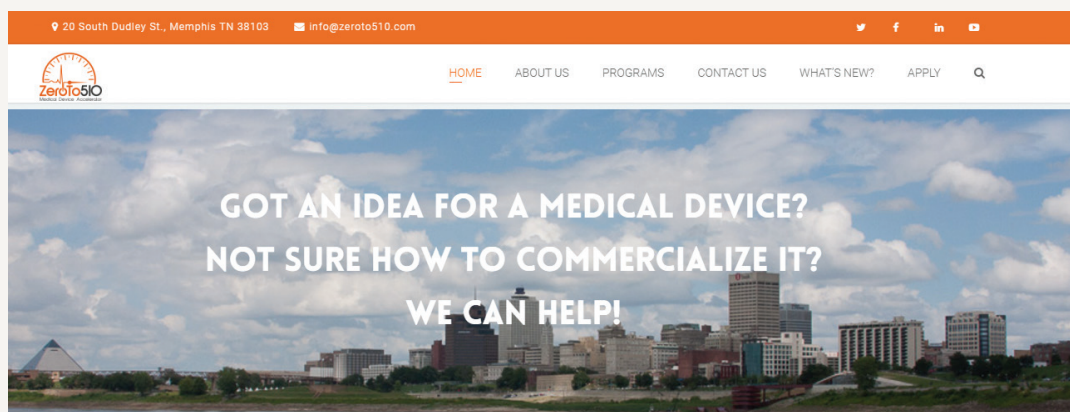 20 South Dudley St., Memphis TN 38103 info@zeroto510.com
ZeroTo510
Medical Device Accelerator
HOME ABOUT US PROGRAMS CONTACT US WHAT'S NEW? APPLY
GOT AN IDEA FOR A MEDICAL DEVICE?
NOT SURE HOW TO COMMERCIALIZE IT?
WE CAN HELP!